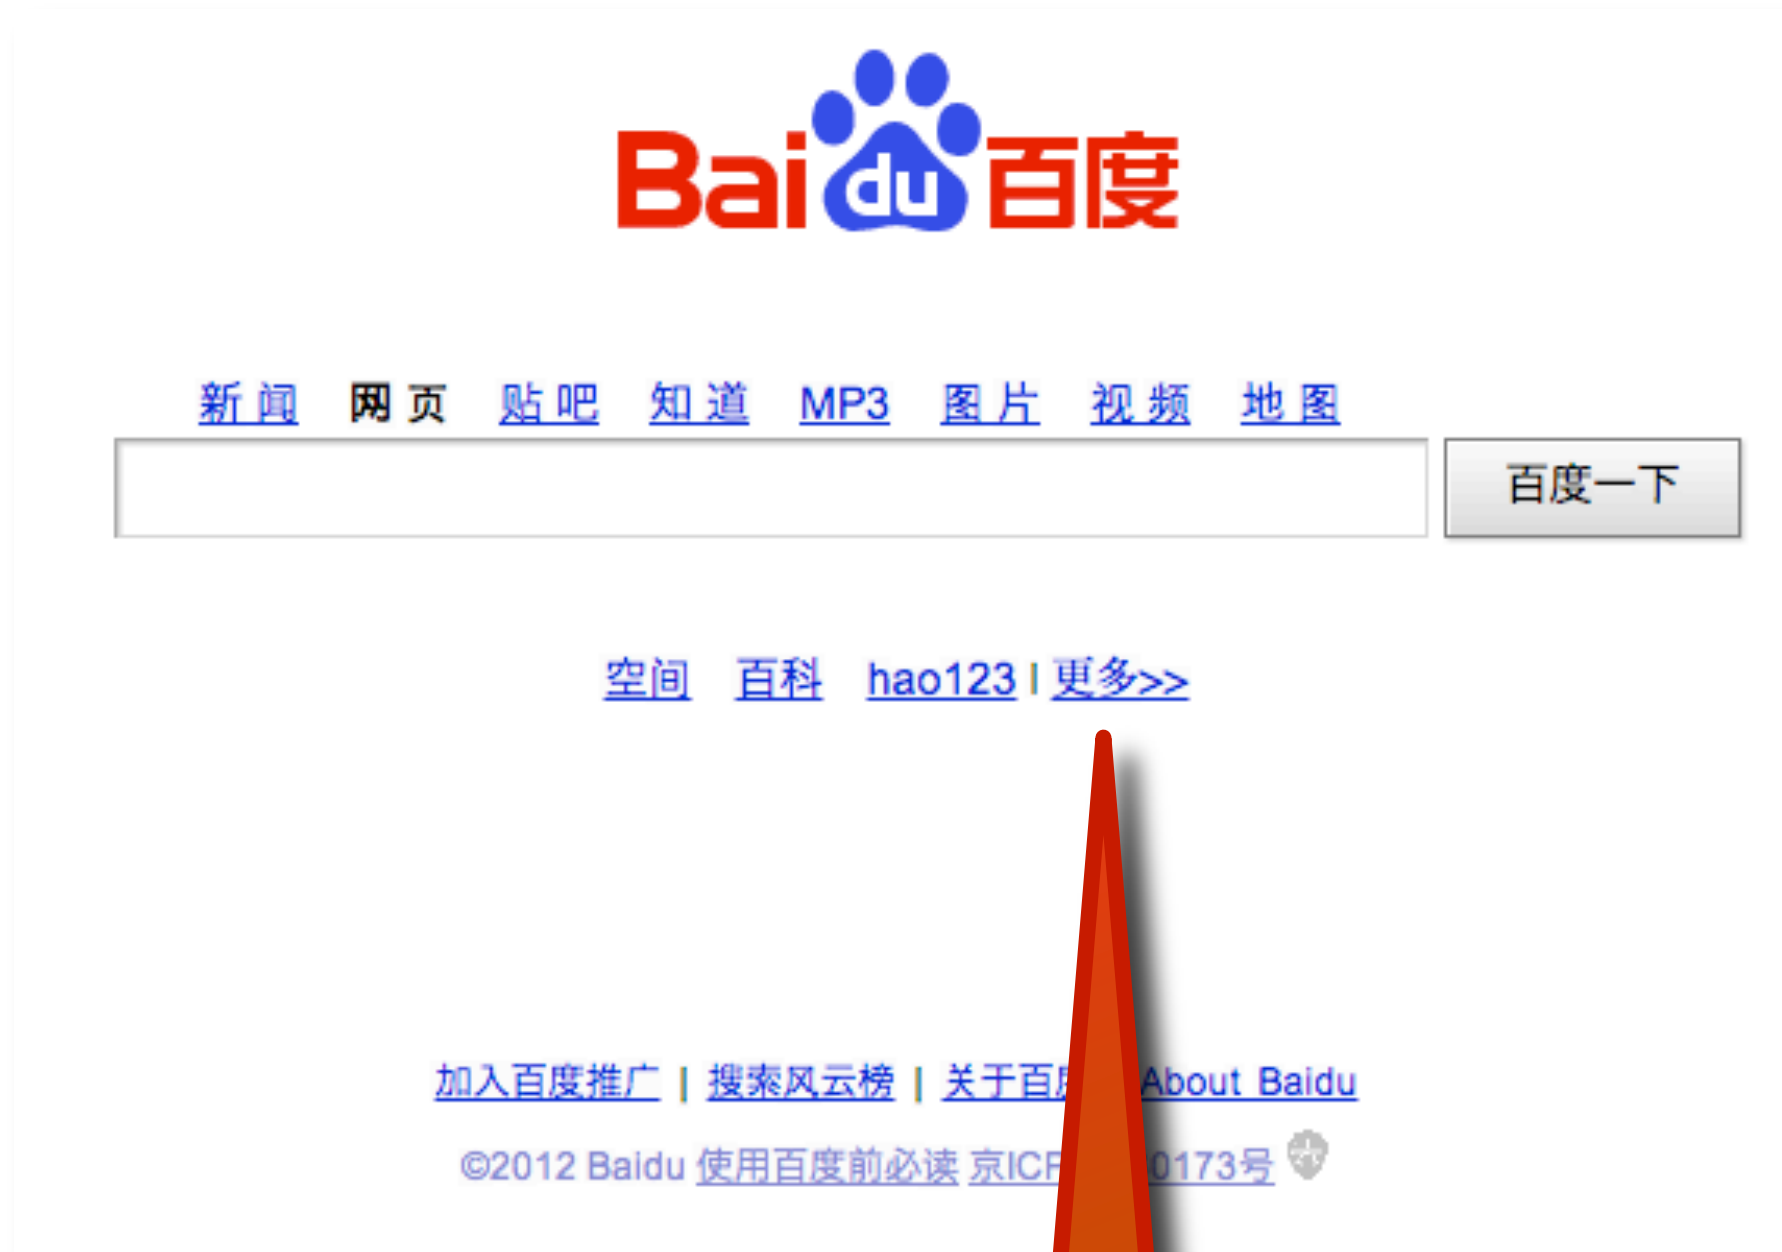 Bai du 百度
新闻 网页 贴吧 知道 MP3 图片 视频 地图
百度一下
空间 百科 hao123 | 更多>>
加入百度推广 | 搜索风云榜 | 关于百 About Baidu
©2012 Baidu 使用百度前必读 京IC 0173号